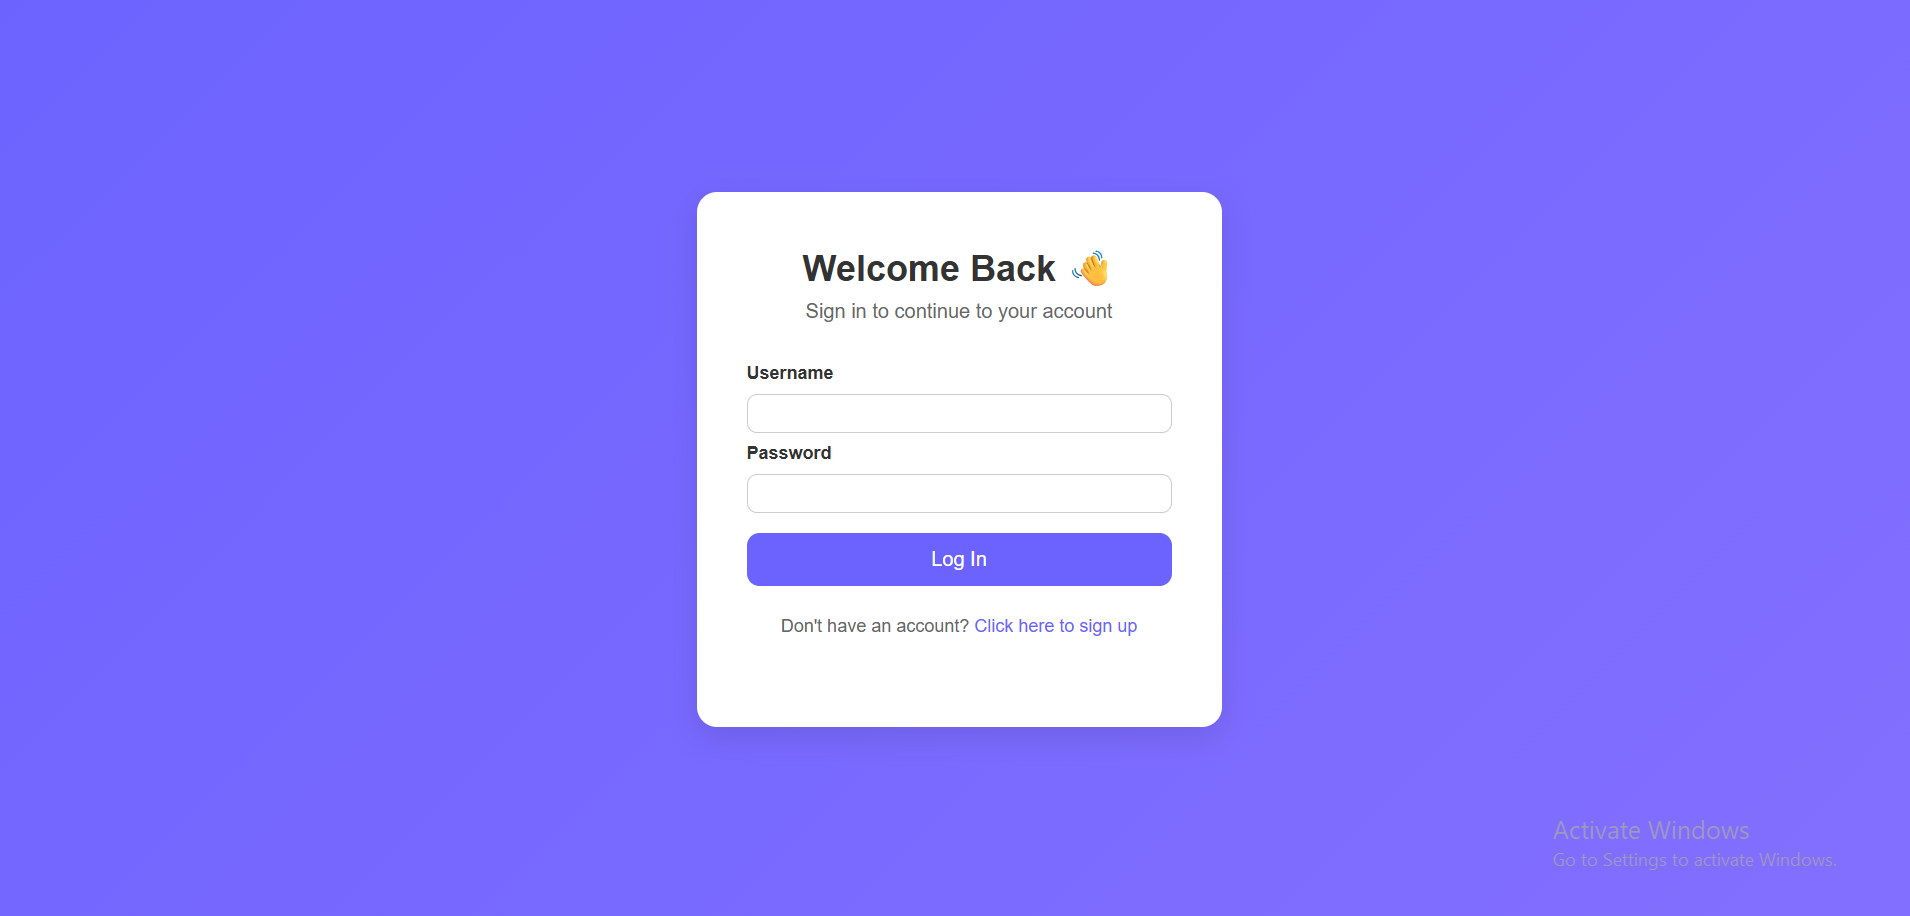 Welcome Back 👋
Sign in to continue to your account
Username
Password
Log In
Don't have an account? Click here to sign up
Activate Windows
Go to Settings to activate Windows.